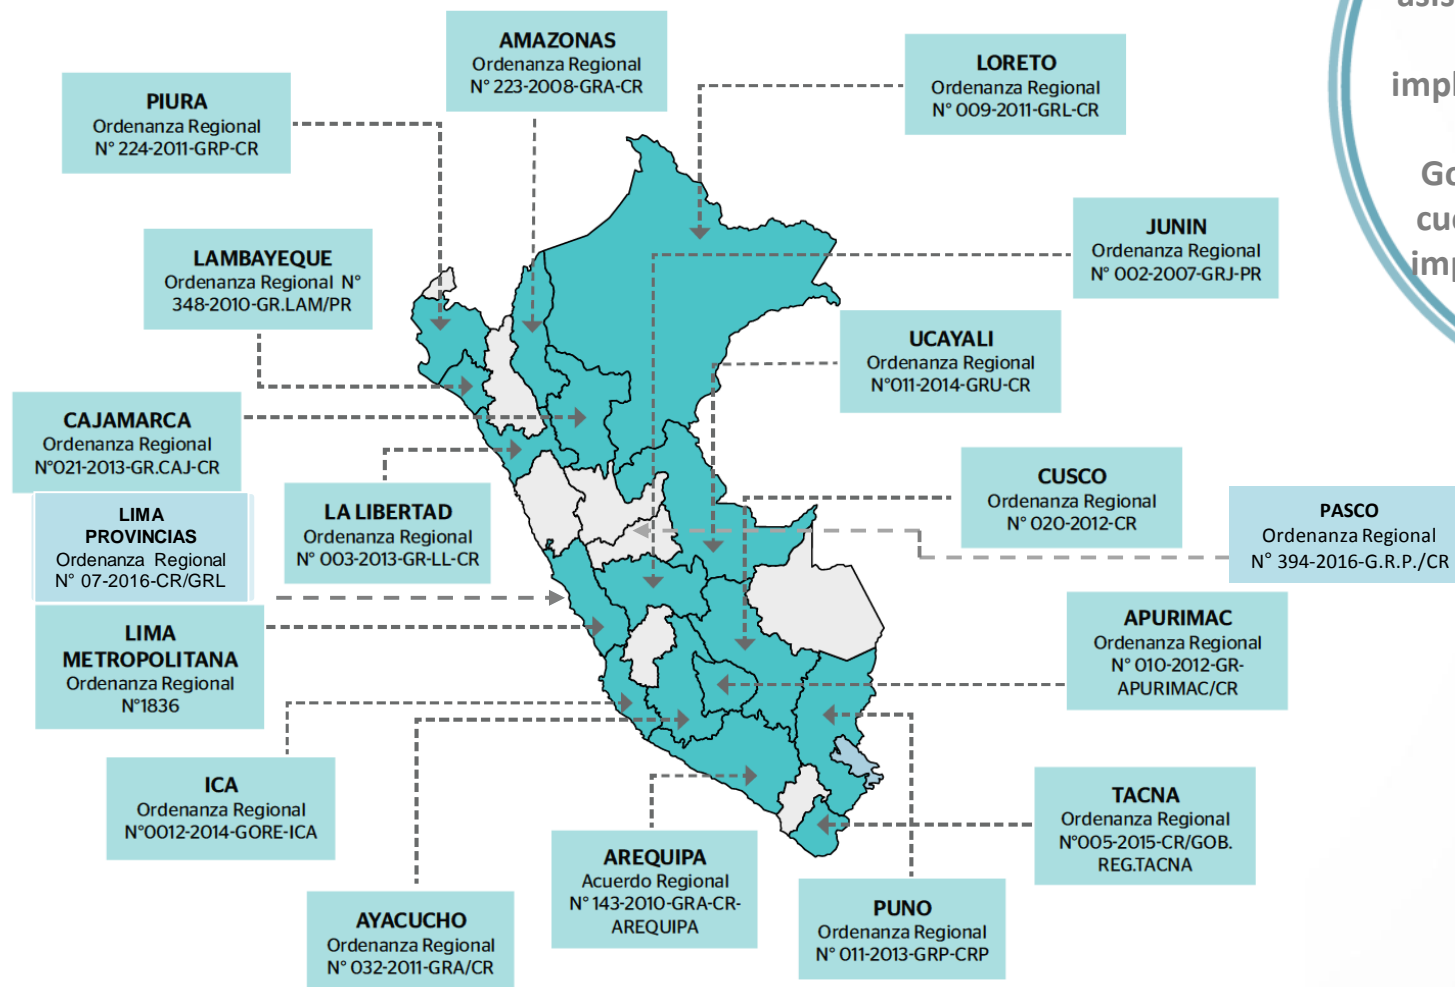 AMAZONAS
Ordenanza Regional
N° 223-2008-GRA-CR
LORETO
Ordenanza Regional
N° 009-2011-GRL-CR
PIURA
Ordenanza Regional
N° 224-2011-GRP-CR
JUNIN
Ordenanza Regional
N° 002-2007-GRJ-PR
LAMBAYEQUE
Ordenanza Regional N°
348-2010-GR.LAM/PR
UCAYALI
Ordenanza Regional
N°011-2014-GRU-CR
CAJAMARCA
Ordenanza Regional
N°021-2013-GR.CAJ-CR
CUSCO
Ordenanza Regional
N° 020-2012-CR
LA LIBERTAD
Ordenanza Regional
N° 003-2013-GR-LL-CR
LIMA
PROVINCIAS
Ordenanza Regional
N° 07-2016-CR/GRL
PASCO
Ordenanza Regional
N° 394-2016-G.R.P./CR
LIMA
METROPOLITANA
Ordenanza Regional
N°1836
APURIMAC
Ordenanza Regional
N° 010-2012-GR-
APURIMAC/CR
ICA
Ordenanza Regional
N°0012-2014-GORE-ICA
TACNA
Ordenanza Regional
N°005-2015-CR/GOB.
REG.TACNA
AREQUIPA
Acuerdo Regional
N° 143-2010-GRA-CR-
AREQUIPA
PUNO
Ordenanza Regional
N° 011-2013-GRP-CRP
AYACUCHO
Ordenanza Regional
N° 032-2011-GRA/CR